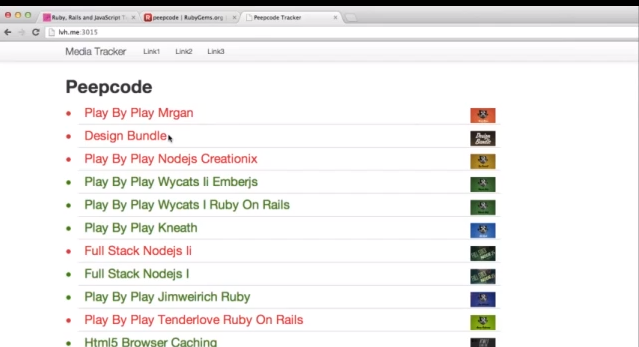 Ruby, Rails and JavaScript T
peepcode | RubyGems.org
Peepcode Tracker
lvh.me:3015
Media Tracker Link1 Link2 Link3
Peepcode
Play By Play Mrgan
Design Bundle
Play By Play Nodejs Creationix
Play By Play Wycats Ii Emberjs
Play By Play Wycats I Ruby On Rails
Play By Play Kneath
Full Stack Nodejs Ii
Full Stack Nodejs I
Play By Play Jimweirich Ruby
Play By Play Tenderlove Ruby On Rails
Html5 Browser Caching